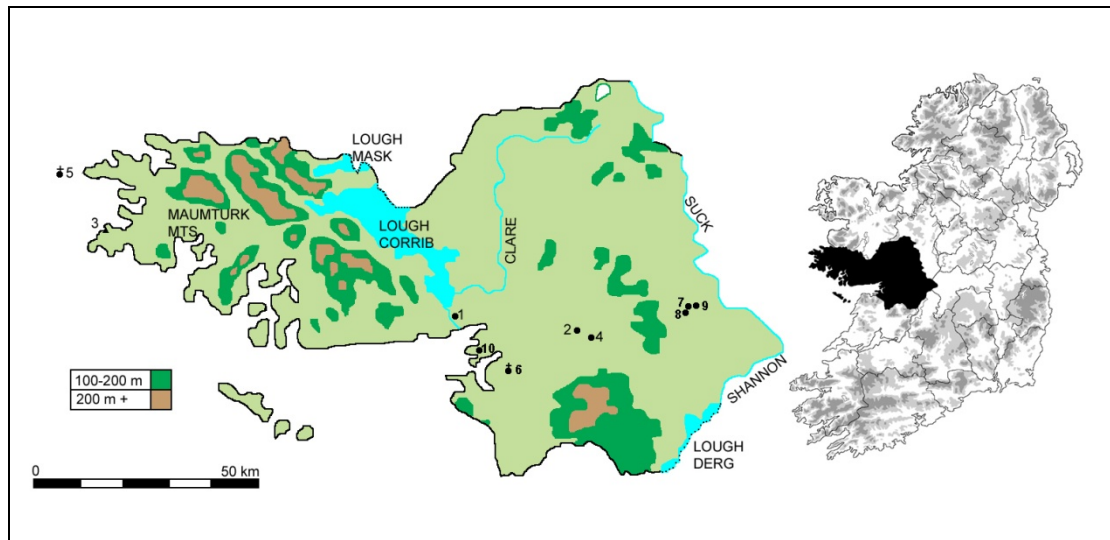 LOUGH
MASK
5
MAUMTURK
MTS
3
LOUGH
CORRIB
CLARE
SUCK
1
2
4
7
9
8
10
6
100-200 m
200 m +
SHANNON
LOUGH
DERG
0
50 km